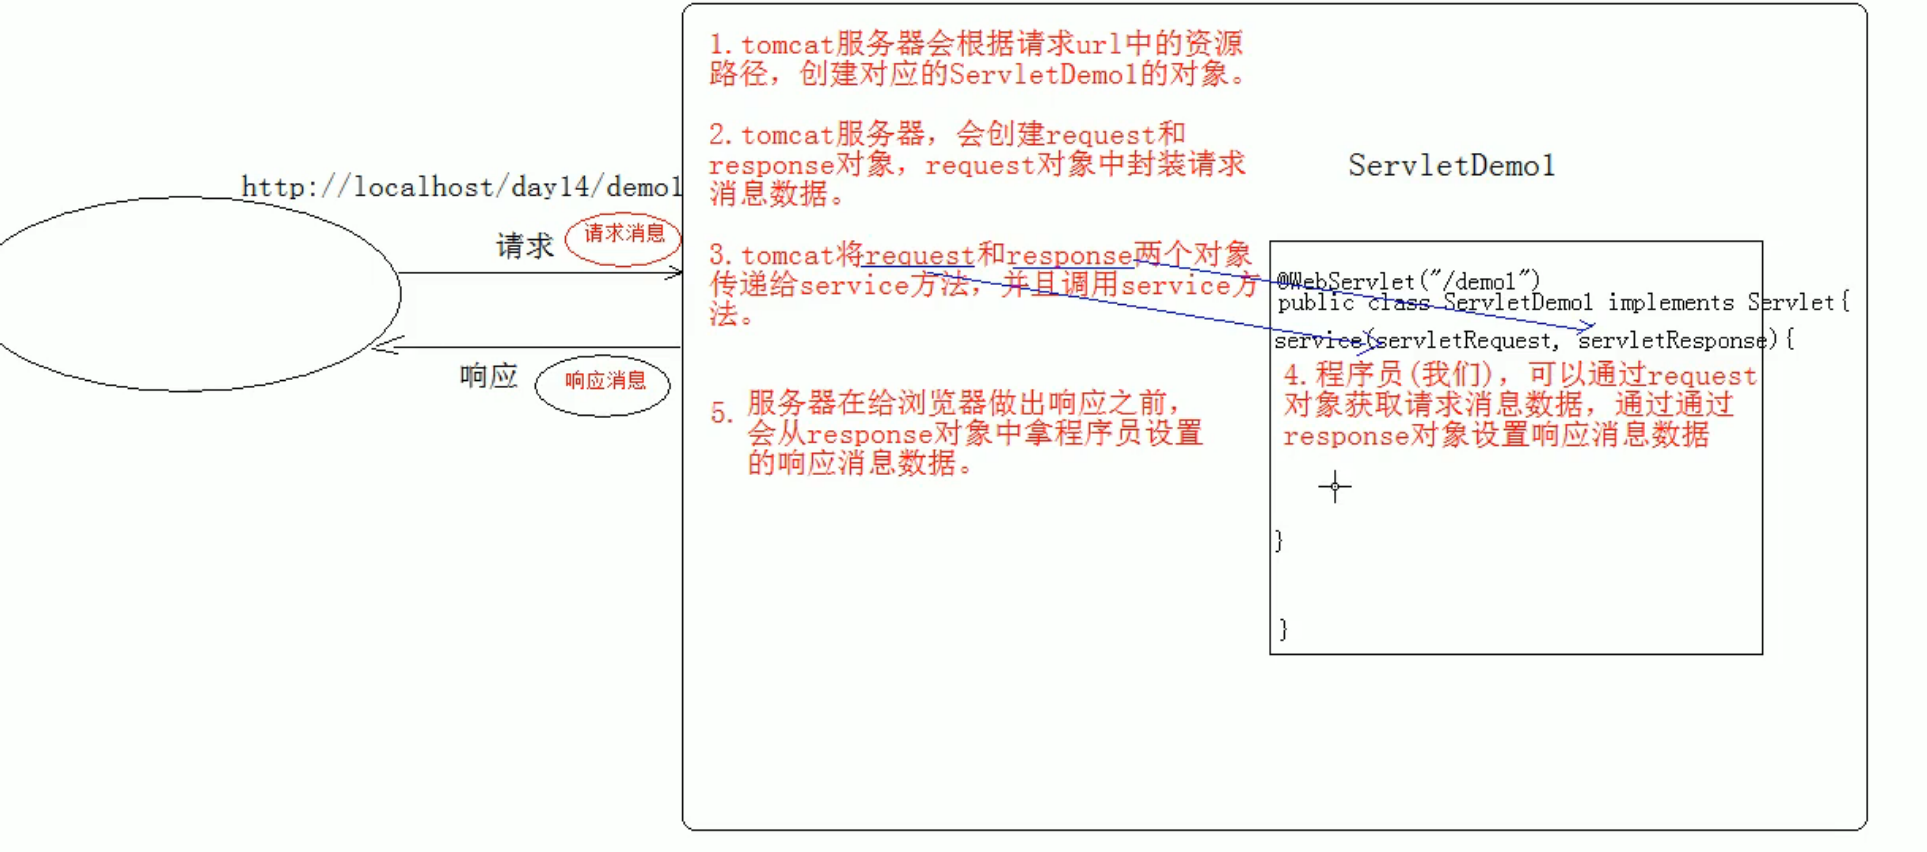 http://localhost/day14/demo1
请求
请求消息
响应
响应消息
1.tomcat服务器会根据请求url中的资源
路径，创建对应的ServletDemo1的对象。
2.tomcat服务器，会创建request和
response对象，request对象中封装请求
消息数据。
3.tomcat将request和response两个对象
传递给service方法，并且调用service方
法。
5.
服务器在给浏览器做出响应之前，
会从response对象中拿程序员设置
的响应消息数据。
ServletDemo1
@WebServlet("/demo1")
public class ServletDemo1 implements Servlet{
service(servletRequest, servletResponse){
4.程序员(我们)，可以通过request
对象获取请求消息数据，通过通过
response对象设置响应消息数据
}
}